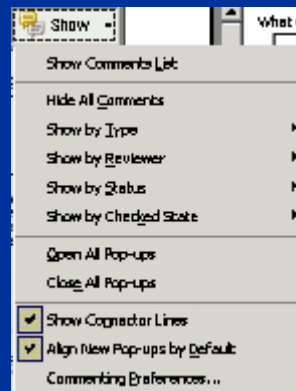 Show
What
Show Comments List
Hide All Comments
Show by Type
Show by Reviewer
Show by Status
Show by Checked State
Open All Pop-ups
Close All Pop-ups
Show Connector Lines
Align New Pop-ups by Default
Commenting Preferences...